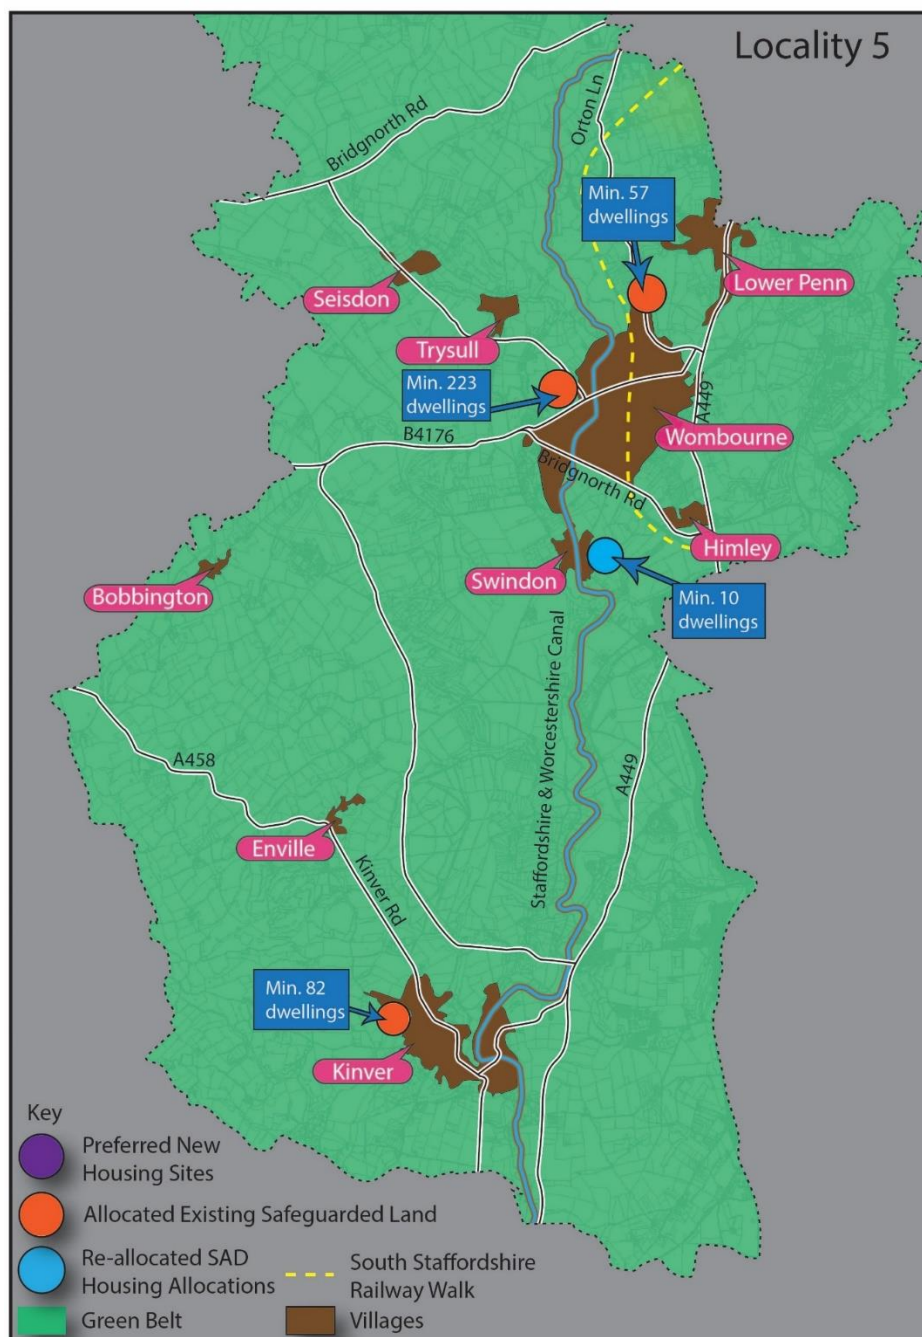 Locality 5
Bridgnorth Rd
Orton Ln
Min. 57
dwellings
Lower Penn
Seisdon
Trysull
Min. 223
dwellings
A449
Wombourne
B4176
Bridgnorth Rd
Himley
Swindon
Bobbington
Min. 10
dwellings
Staffordshire & Worcestershire Canal
A458
A449
Enville
Kinver Rd
Min. 82
dwellings
Kinver
Key
Preferred New
Housing Sites
Allocated Existing Safeguarded Land
Re-allocated SAD
Housing Allocations
South Staffordshire
Railway Walk
Green Belt
Villages